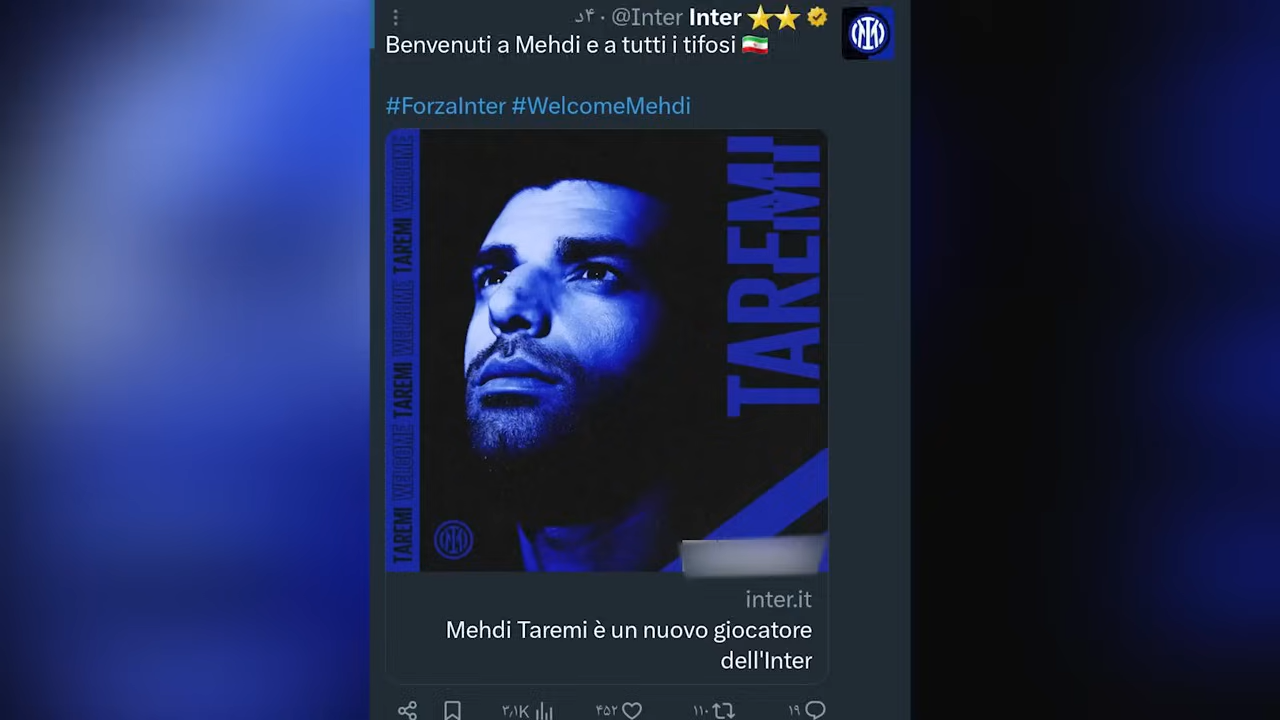 Inter ⭐⭐ @Inter · ۴۰د
Benvenuti a Mehdi e a tutti i tifosi 🇮🇷
#ForzaInter #WelcomeMehdi
TAREMI WELCOME TAREMI WELCOME TAREMI WELCOME
TAREMI
inter.it
Mehdi Taremi è un nuovo giocatore
dell'Inter
۱۹ ۱۱۰ ۴۵۲ ۳٫۱K